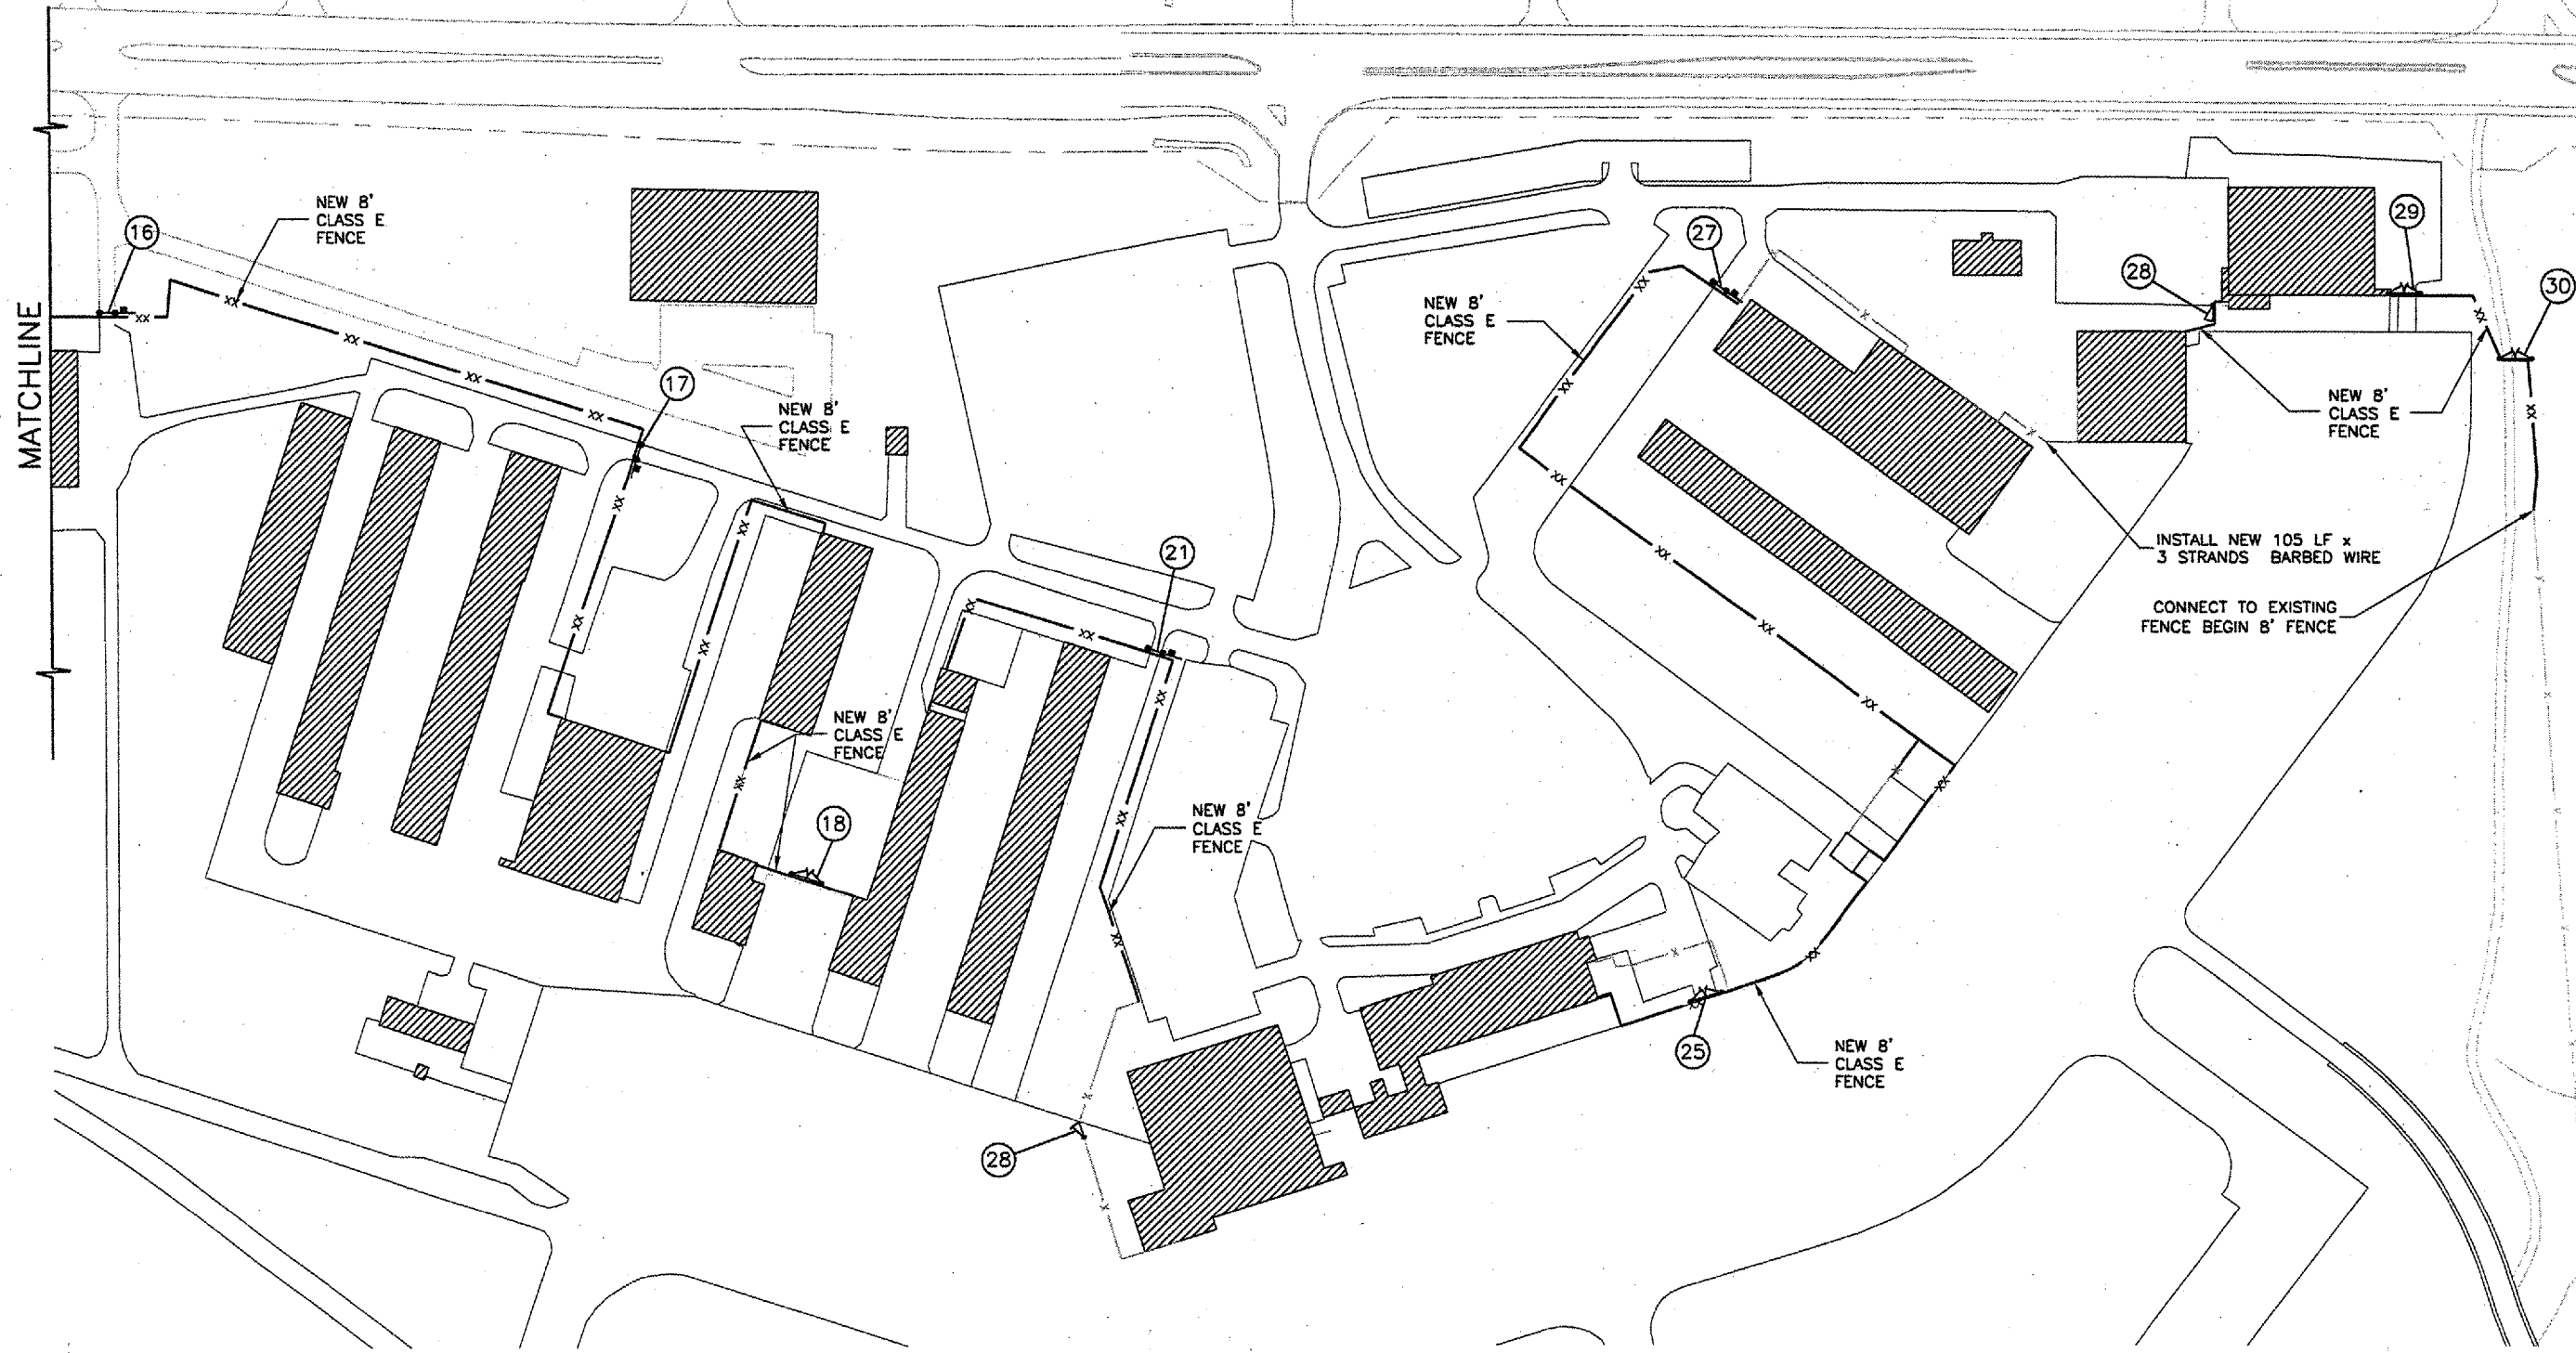 MATCHLINE
16
NEW 8'
CLASS E
FENCE
17
NEW 8'
CLASS E
FENCE
NEW 8'
CLASS E
FENCE
18
21
NEW 8'
CLASS E
FENCE
28
NEW 8'
CLASS E
FENCE
27
28
29
30
NEW 8'
CLASS E
FENCE
INSTALL NEW 105 LF x
3 STRANDS BARBED WIRE
CONNECT TO EXISTING
FENCE BEGIN 8' FENCE
25
NEW 8'
CLASS E
FENCE